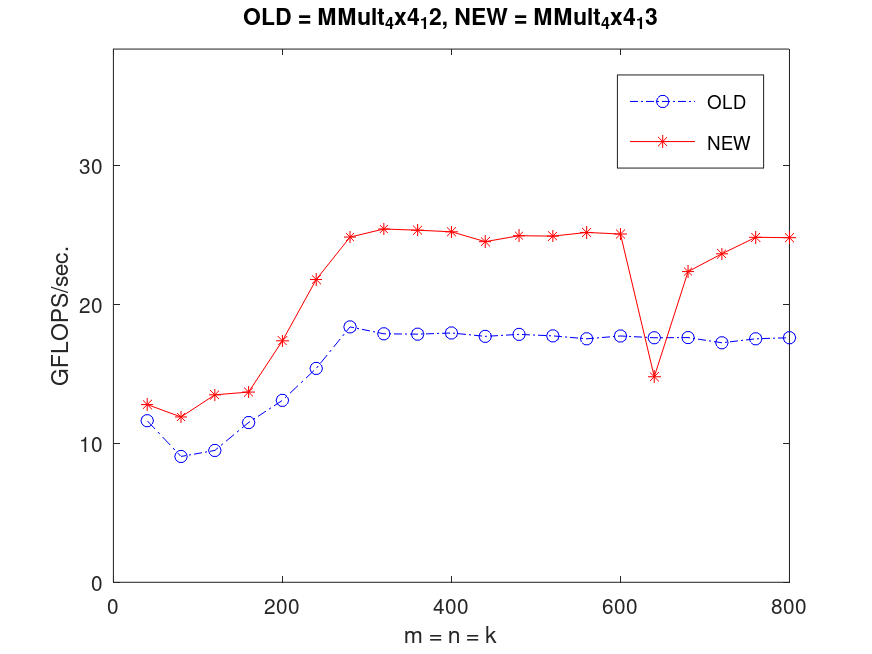 OLD = MMult₄x4₁2, NEW = MMult₄x4₁3
OLD
NEW
30
20
10
0
GFLOPS/sec.
0 200 400 600 800
m = n = k